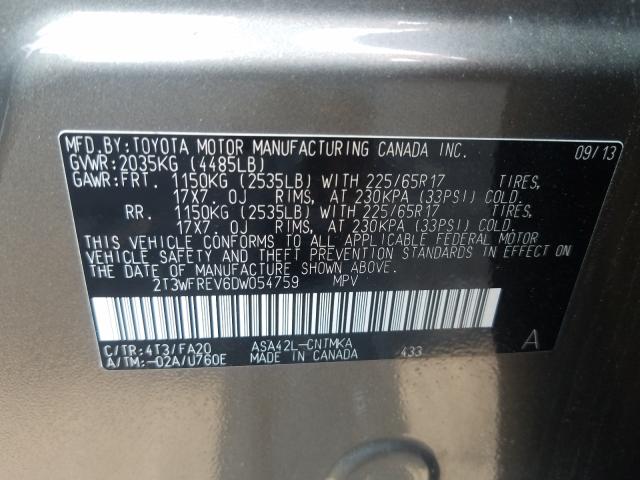 MFD.BY:TOYOTA MOTOR MANUFACTURING CANADA INC. 09/13
GVWR:2035KG (4485LB)
GAWR:FRT. 1150KG (2535LB) WITH 225/65R17 TIRES,
17X7. 0J RIMS, AT 230KPA (33PSI) COLD.
RR. 1150KG (2535LB) WITH 225/65R17 TIRES,
17X7. 0J RIMS, AT 230KPA (33PSI) COLD.
THIS VEHICLE CONFORMS TO ALL APPLICABLE FEDERAL MOTOR
VEHICLE SAFETY AND THEFT PREVENTION STANDARDS IN EFFECT ON
THE DATE OF MANUFACTURE SHOWN ABOVE.
2T3WFREV6DW054759 MPV
C/TR:4T3/FA20 ASA42L-CNTMKA 433 A
A/TM:-02A/U760E MADE IN CANADA